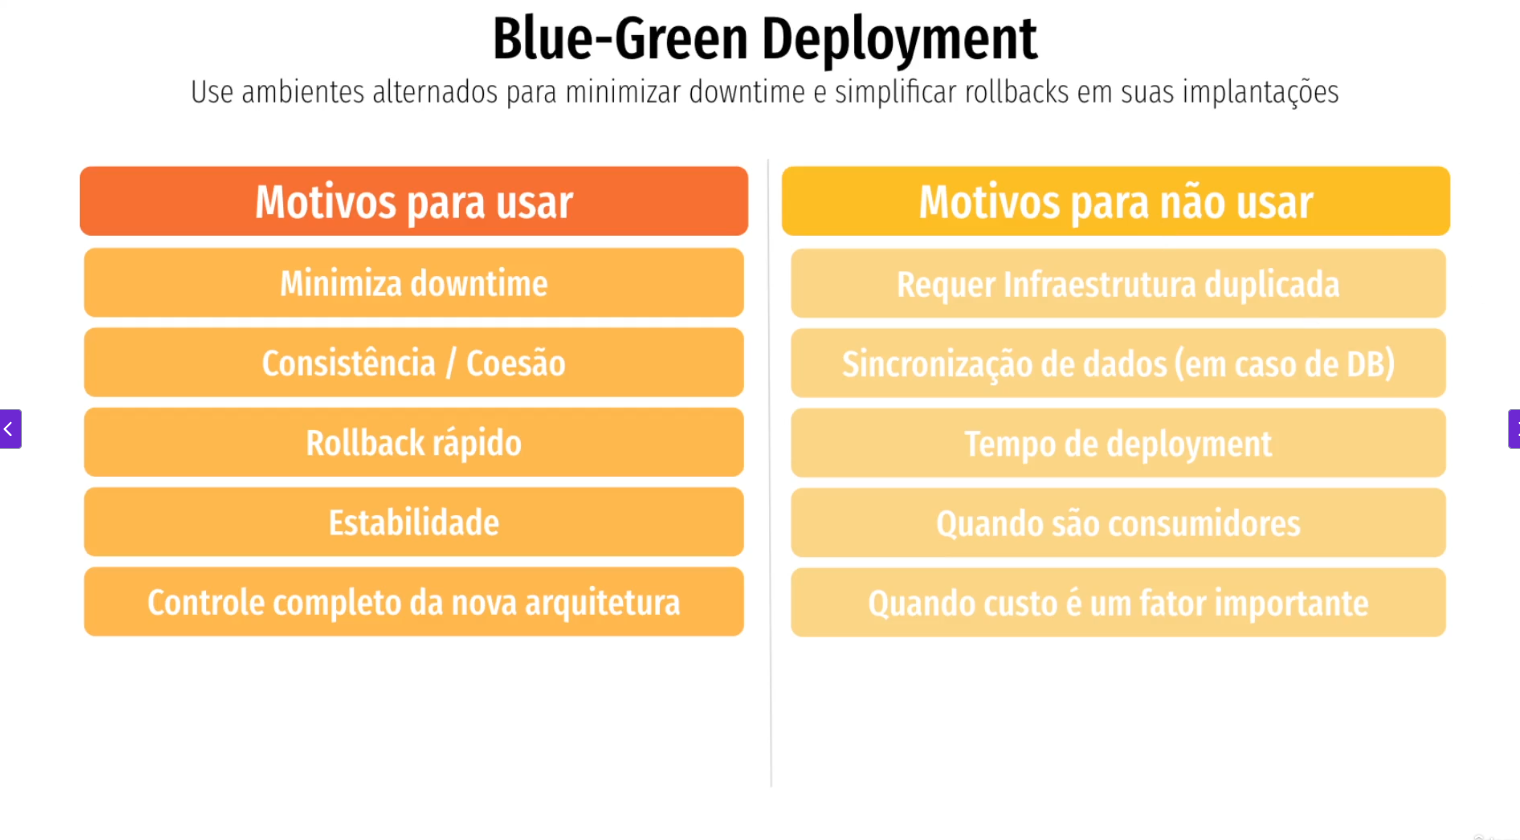 Blue-Green Deployment
Use ambientes alternados para minimizar downtime e simplificar rollbacks em suas implantações
Motivos para usar
Minimiza downtime
Consistência / Coesão
Rollback rápido
Estabilidade
Controle completo da nova arquitetura
Motivos para não usar
Requer Infraestrutura duplicada
Sincronização de dados (em caso de DB)
Tempo de deployment
Quando são consumidores
Quando custo é um fator importante